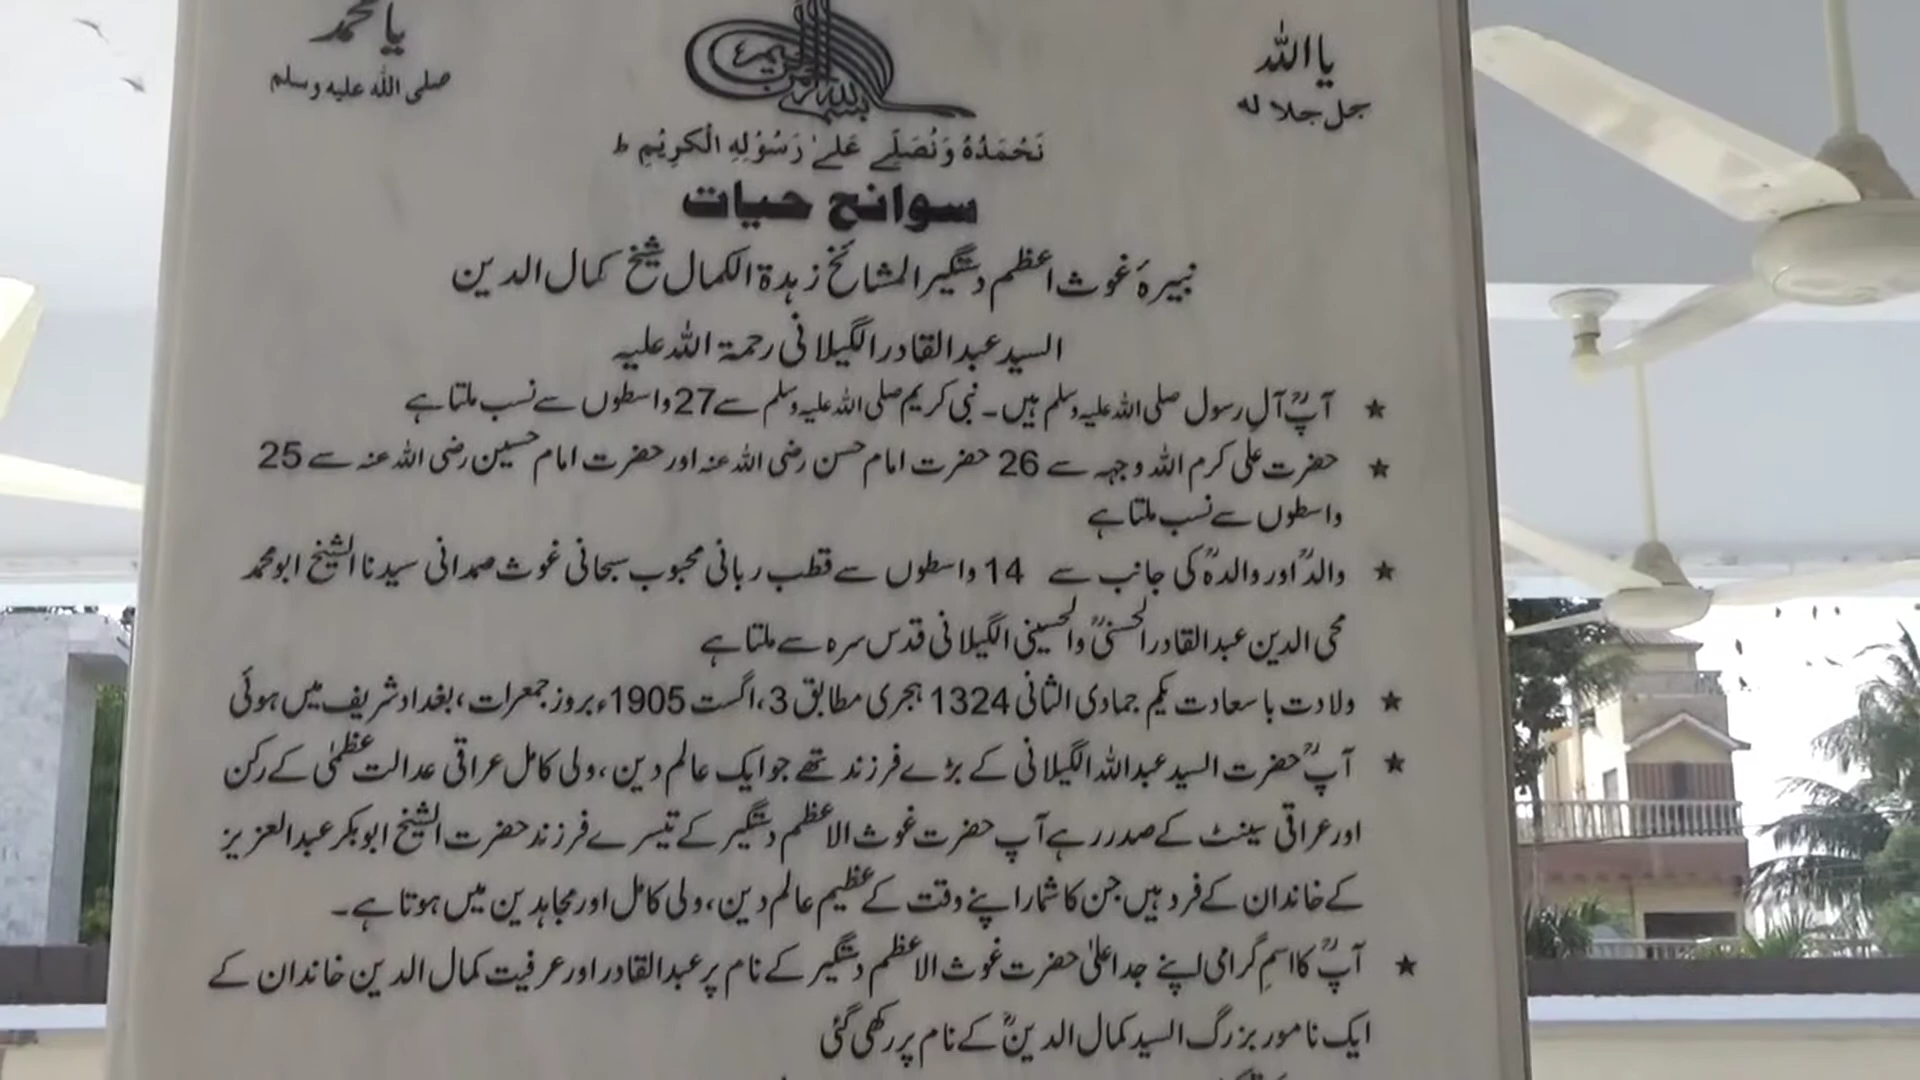 یا اللہ
جل جلا لہ
یا محمد
صلی اللہ علیہ وسلم
نَحْمَدُہٗ وَنُصَلِّے عَلےٰ رَسُوْلِہِ الْکَرِیْمِ ط
سوانح حیات
نبیرۂ غوث اعظم دستگیر المشائخ زبدۃ الکمال شیخ کمال الدین
السید عبدالقادر الگیلانی رحمۃ اللہ علیہ
★ آپؒ آلِ رسول صلی اللہ علیہ وسلم ہیں۔ نبی کریم صلی اللہ علیہ وسلم سے 27 واسطوں سے نسب ملتا ہے
★ حضرت علی کرم اللہ وجہہ سے 26 حضرت امام حسن رضی اللہ عنہ اور حضرت امام حسین رضی اللہ عنہ سے 25
واسطوں سے نسب ملتا ہے
★ والدؒ اور والدہؒ کی جانب سے 14 واسطوں سے قطب ربانی محبوب سبحانی غوث صمدانی سیدنا الشیخ ابو محمد
محی الدین عبدالقادر الحسنیؒ والحسینی الگیلانی قدس سرہ سے ملتا ہے
★ ولادت با سعادت یکم جمادی الثانی 1324 ہجری مطابق 3، اگست 1905ء بروز جمعرات، بغداد شریف میں ہوئی
★ آپؒ حضرت السید عبداللہ الگیلانی کے بڑے فرزند تھے جو ایک عالم دین، ولی کامل عراقی عدالت عظمٰی کے رکن
اور عراقی سینٹ کے صدر رہے آپ حضرت غوث الاعظم دستگیر کے تیسرے فرزند حضرت الشیخ ابوبکر عبدالعزیز
کے خاندان کے فرد ہیں جن کا شمار اپنے وقت کے عظیم عالم دین، ولی کامل اور مجاہدین میں ہوتا ہے۔
★ آپؒ کا اسمِ گرامی اپنے جد اعلیٰ حضرت غوث الاعظم دستگیر کے نام پر عبدالقادر اور عرفیت کمال الدین خاندان کے
ایک نامور بزرگ السید کمال الدینؒ کے نام پر رکھی گئی